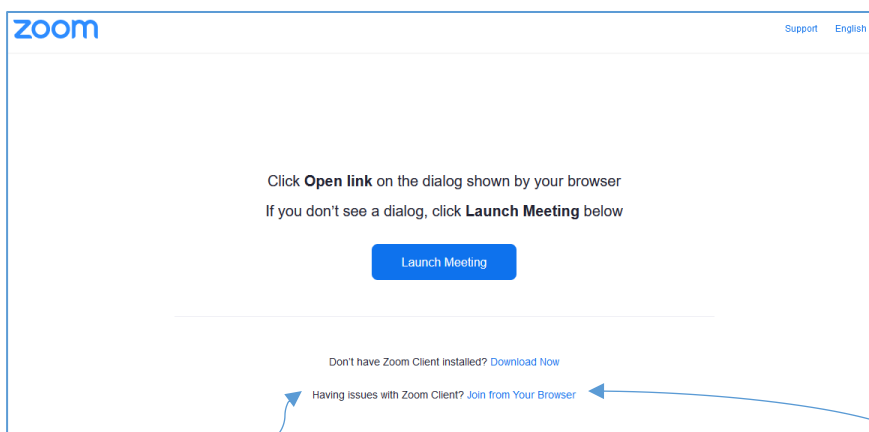 zoom
Support English
Click Open link on the dialog shown by your browser
If you don't see a dialog, click Launch Meeting below
Launch Meeting
Don't have Zoom Client installed? Download Now
Having issues with Zoom Client? Join from Your Browser